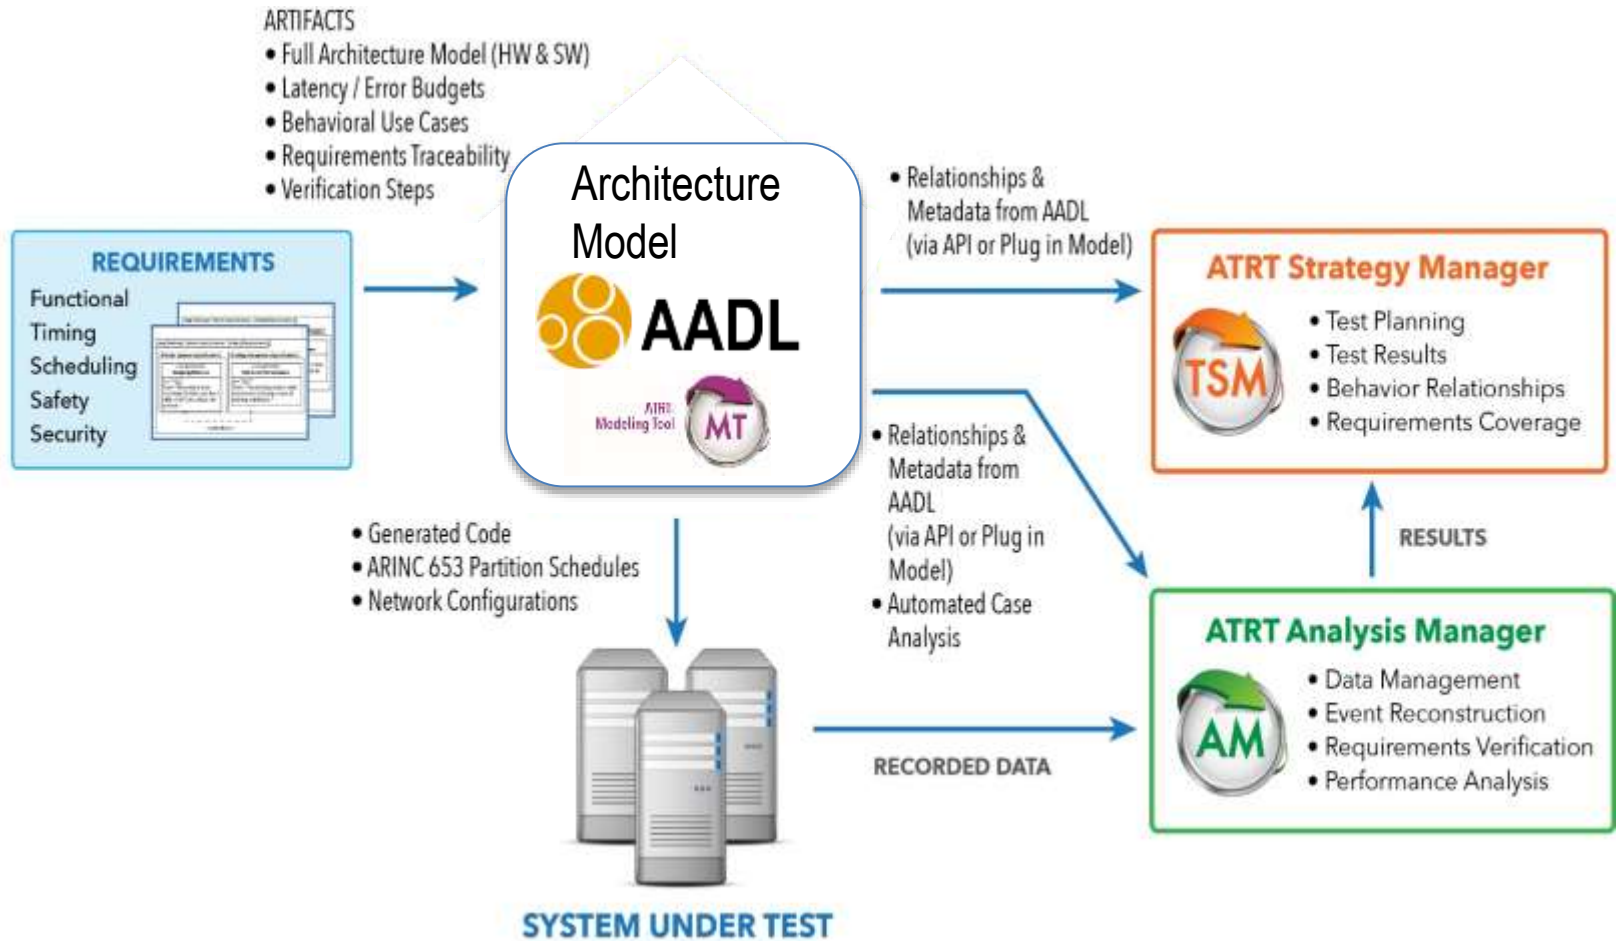 ARTIFACTS
• Full Architecture Model (HW & SW)
• Latency / Error Budgets
• Behavioral Use Cases
• Requirements Traceability
• Verification Steps
REQUIREMENTS
Functional
Timing
Scheduling
Safety
Security
Architecture
Model
AADL
ATRT
Modeling Tool
MT
• Relationships &
Metadata from AADL
(via API or Plug in Model)
ATRT Strategy Manager
TSM
• Test Planning
• Test Results
• Behavior Relationships
• Requirements Coverage
• Relationships &
Metadata from
AADL
(via API or Plug in
Model)
• Automated Case
Analysis
RESULTS
• Generated Code
• ARINC 653 Partition Schedules
• Network Configurations
ATRT Analysis Manager
AM
• Data Management
• Event Reconstruction
• Requirements Verification
• Performance Analysis
RECORDED DATA
SYSTEM UNDER TEST